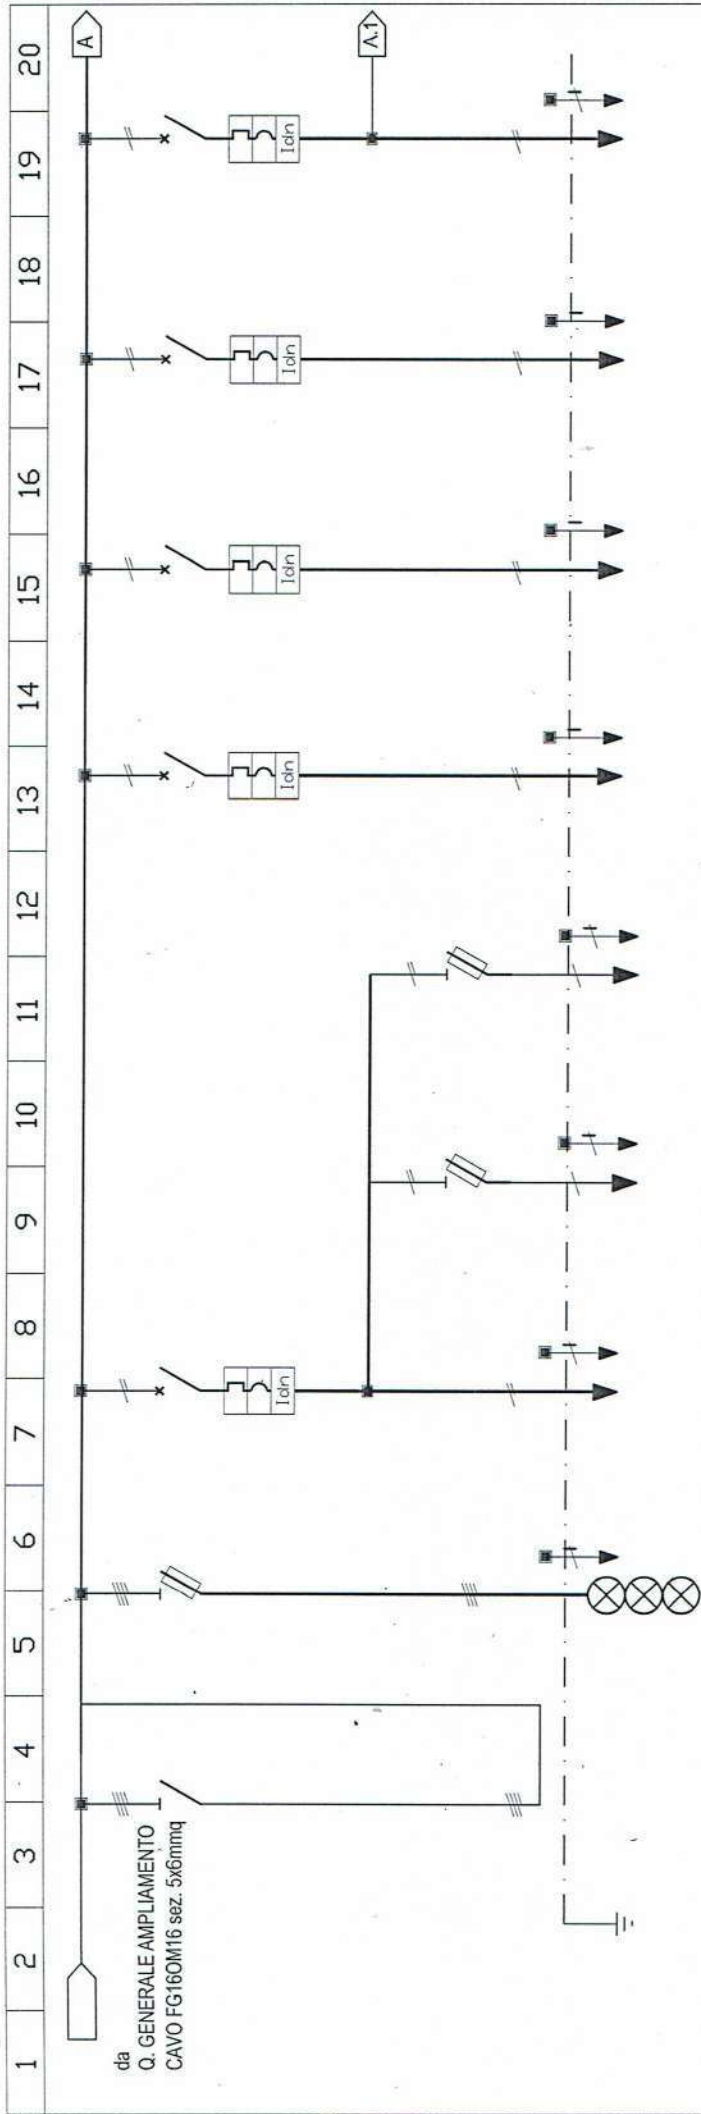 1 2 3 4 5 6 7 8 9 10 11 12 13 14 15 16 17 18 19 20
A
da
Q. GENERALE AMPLIAMENTO
CAVO FG16OM16 sez. 5x6mmq
Idn
Idn
Idn
Idn
Idn
A.1